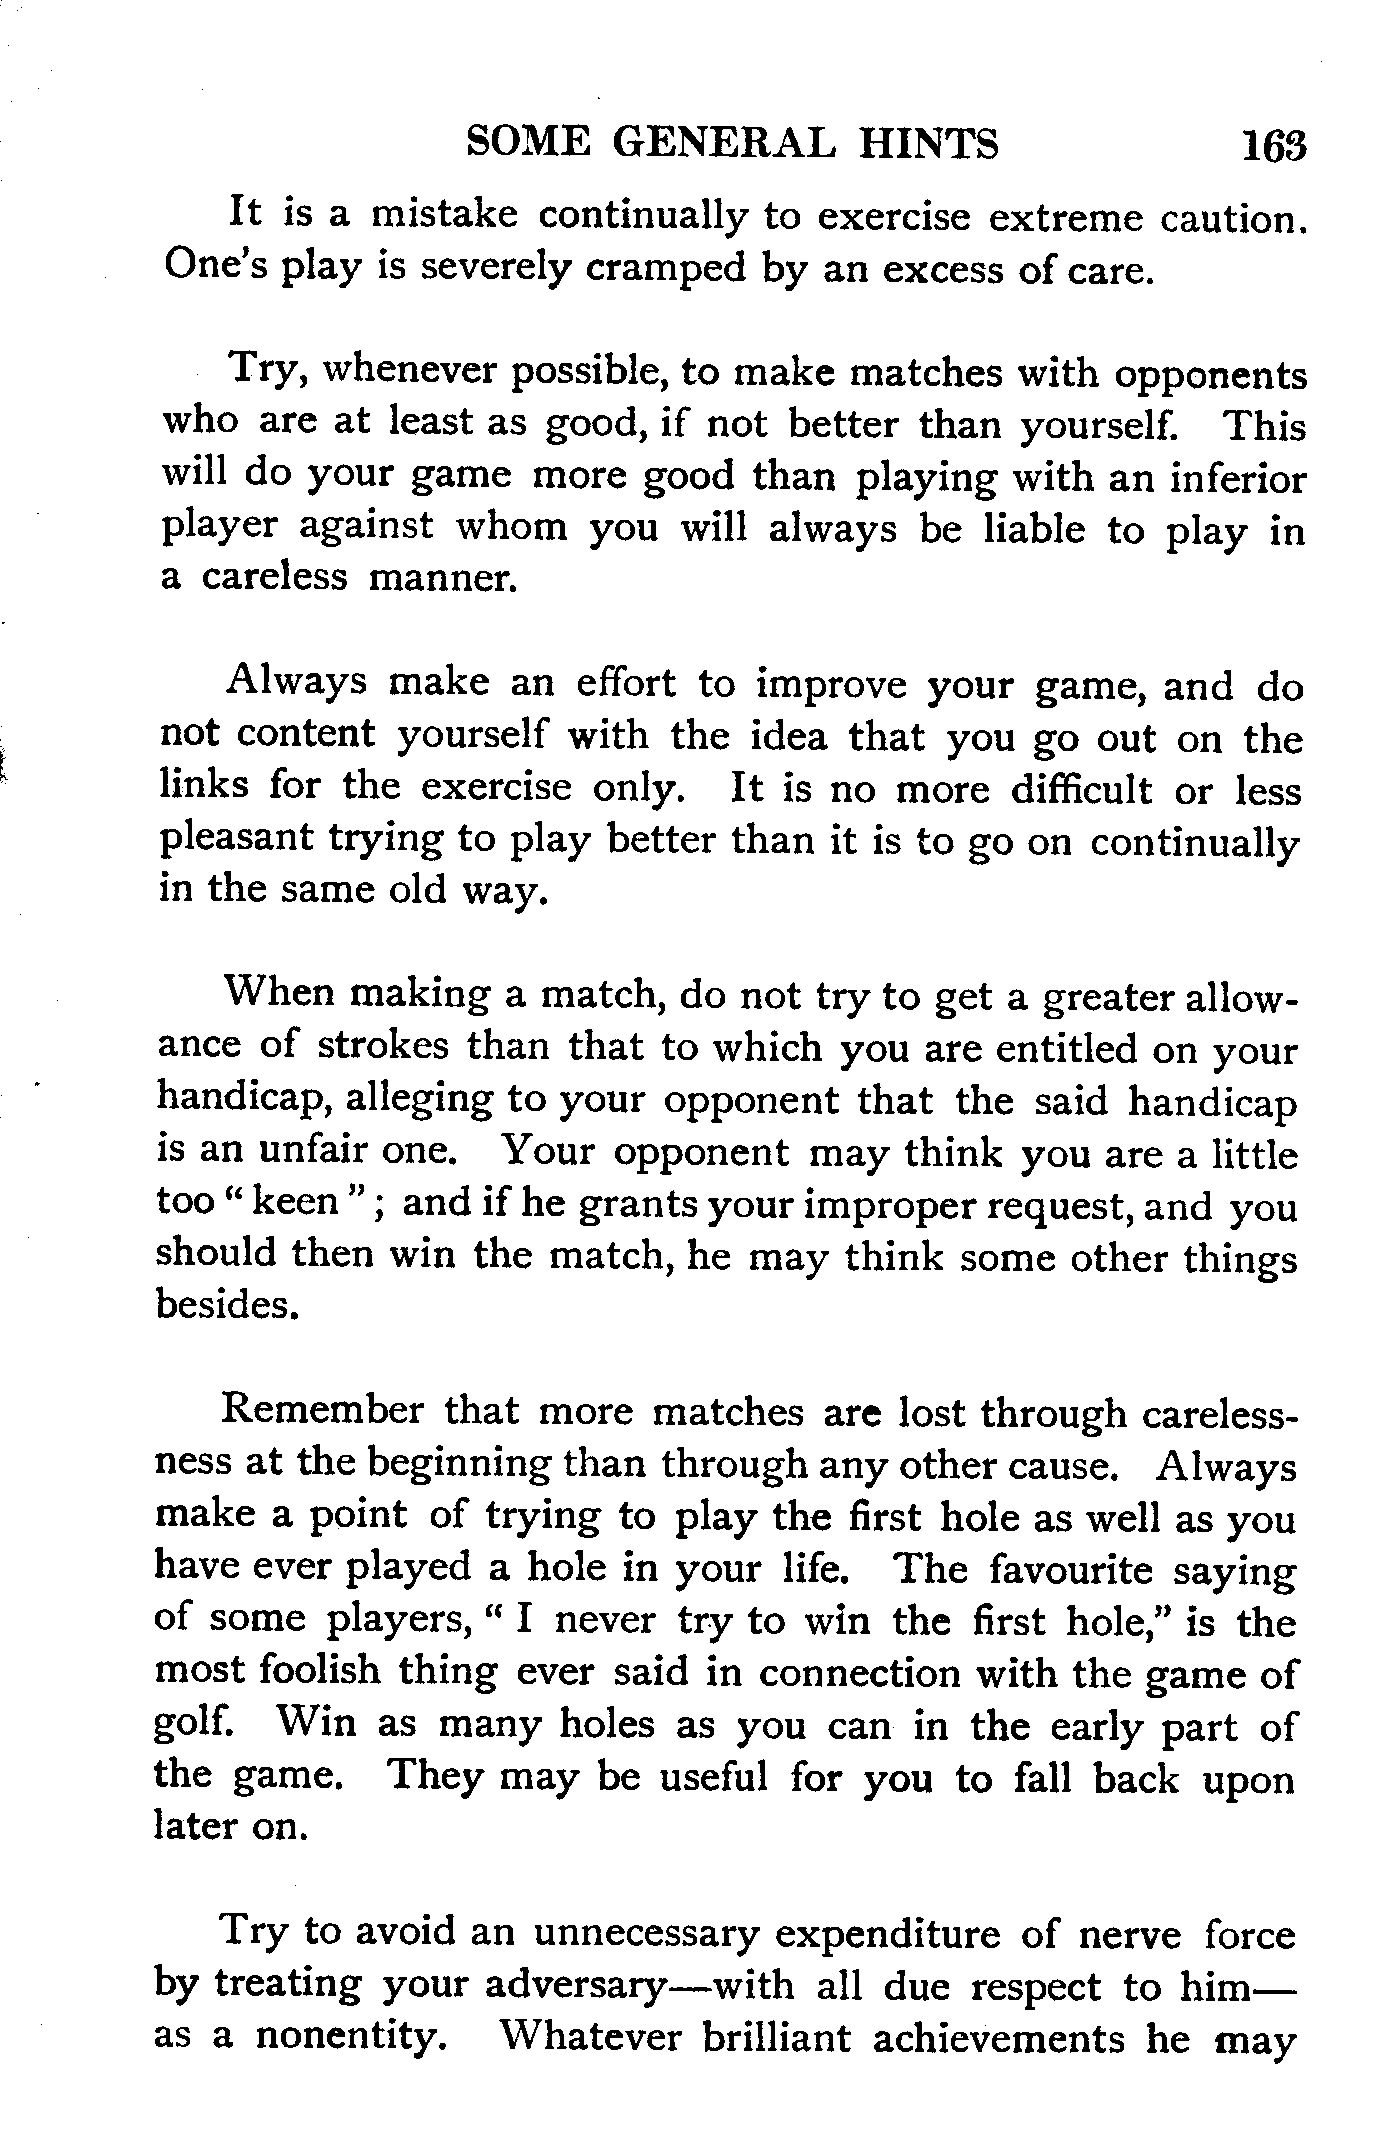 SOME GENERAL HINTS 163
It is a mistake continually to exercise extreme caution.
One's play is severely cramped by an excess of care.
Try, whenever possible, to make matches with opponents
who are at least as good, if not better than yourself. This
will do your game more good than playing with an inferior
player against whom you will always be liable to play in
a careless manner.
Always make an effort to improve your game, and do
not content yourself with the idea that you go out on the
links for the exercise only. It is no more difficult or less
pleasant trying to play better than it is to go on continually
in the same old way.
When making a match, do not try to get a greater allow-
ance of strokes than that to which you are entitled on your
handicap, alleging to your opponent that the said handicap
is an unfair one. Your opponent may think you are a little
too “ keen ” ; and if he grants your improper request, and you
should then win the match, he may think some other things
besides.
Remember that more matches are lost through careless-
ness at the beginning than through any other cause. Always
make a point of trying to play the first hole as well as you
have ever played a hole in your life. The favourite saying
of some players, “ I never try to win the first hole,” is the
most foolish thing ever said in connection with the game of
golf. Win as many holes as you can in the early part of
the game. They may be useful for you to fall back upon
later on.
Try to avoid an unnecessary expenditure of nerve force
by treating your adversary—with all due respect to him—
as a nonentity. Whatever brilliant achievements he may